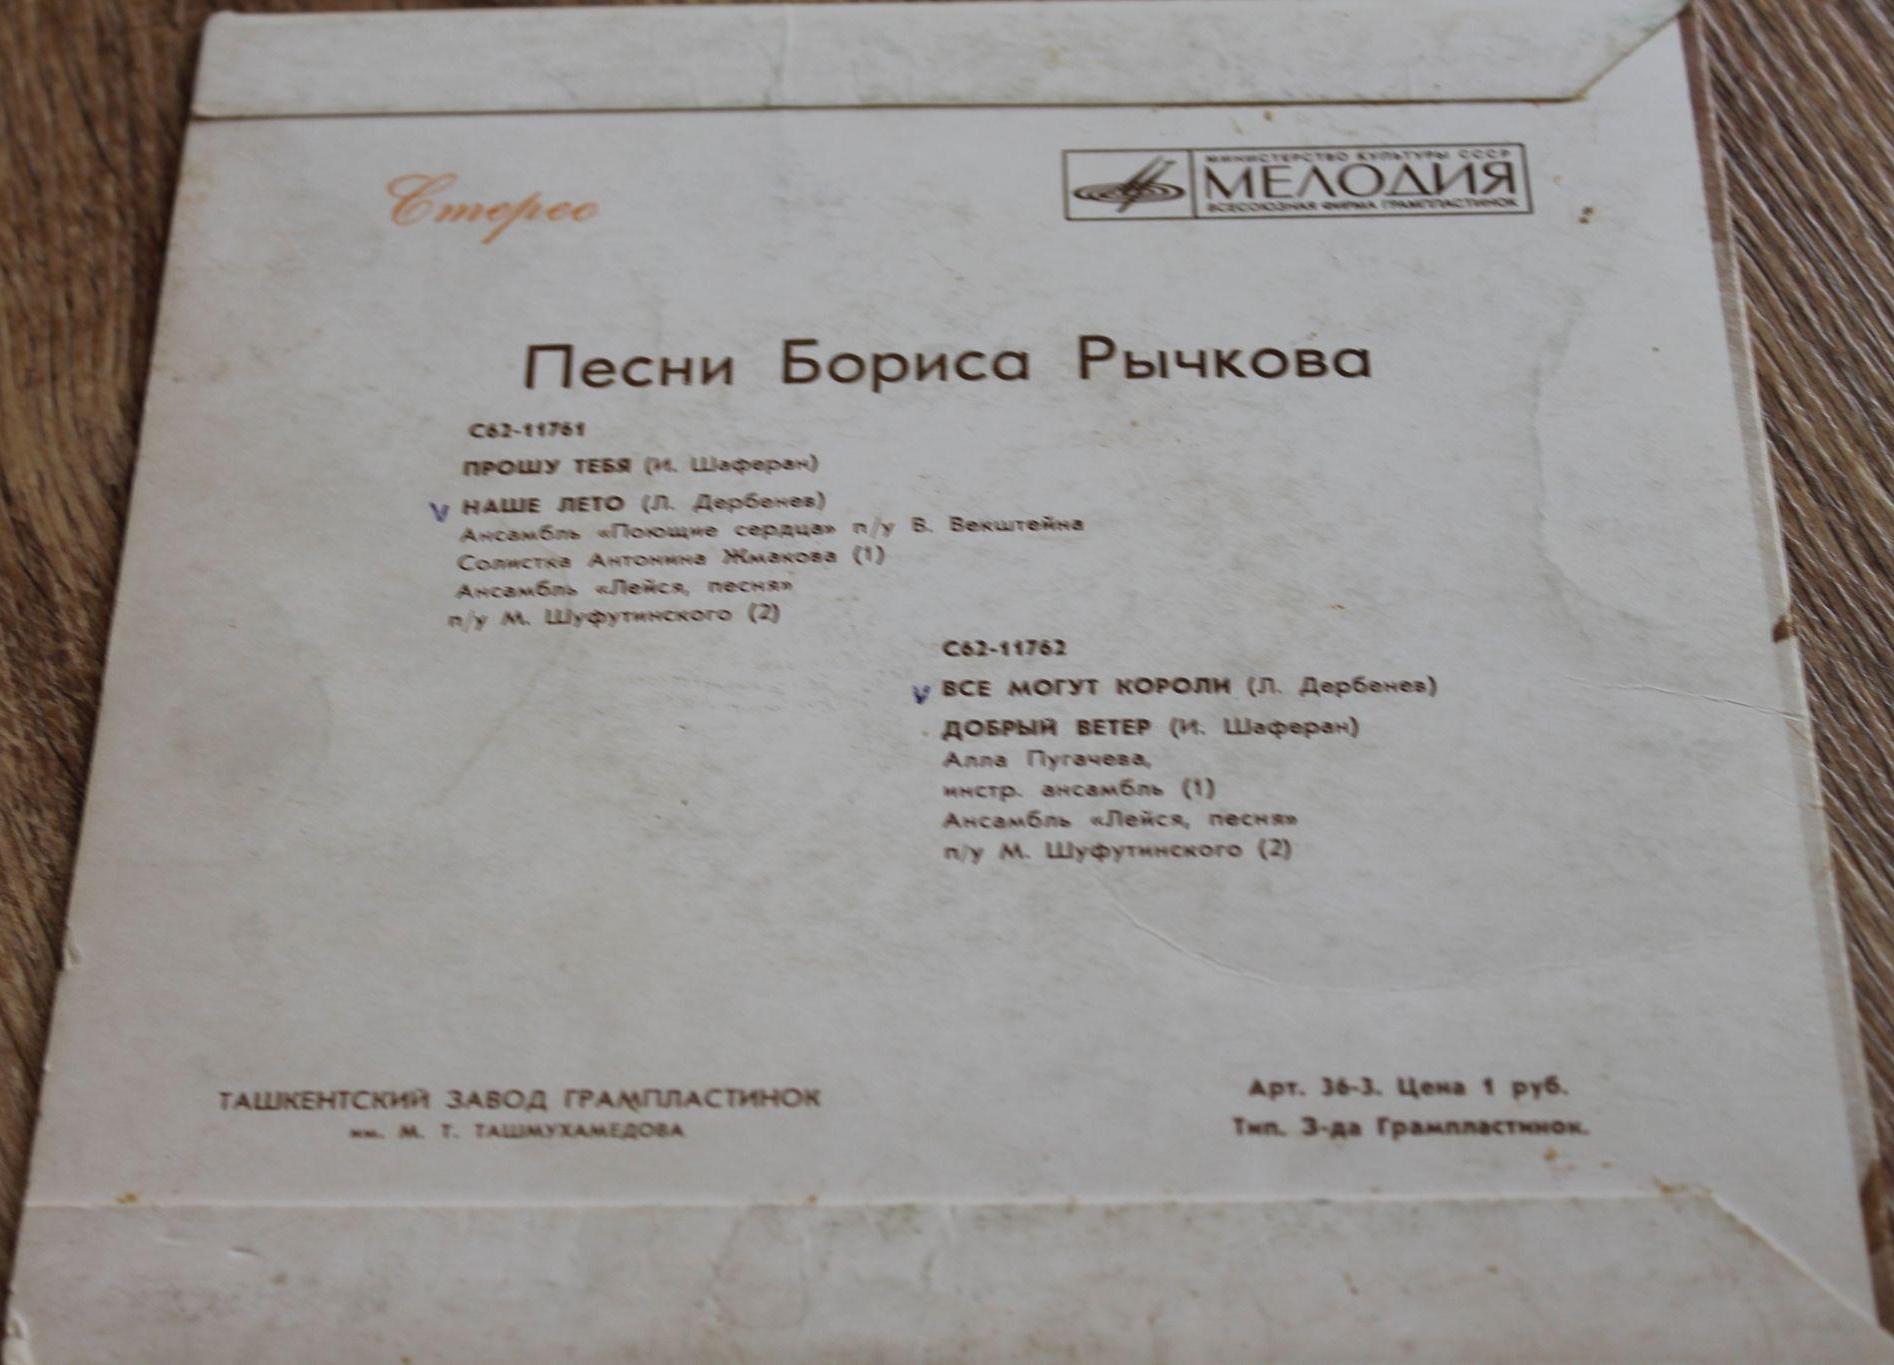 Стерео
МИНИСТЕРСТВО КУЛЬТУРЫ СССР
МЕЛОДИЯ
ВСЕСОЮЗНАЯ ФИРМА ГРАМПЛАСТИНОК
Песни Бориса Рычкова
С62-11761
ПРОШУ ТЕБЯ (И. Шаферан)
V НАШЕ ЛЕТО (Л. Дербенев)
Ансамбль «Поющие сердца» п/у В. Векштейна
Солистка Антонина Жмакова (1)
Ансамбль «Лейся, песня»
п/у М. Шуфутинского (2)
С62-11762
V ВСЕ МОГУТ КОРОЛИ (Л. Дербенев)
ДОБРЫЙ ВЕТЕР (И. Шаферан)
Алла Пугачева,
инстр. ансамбль (1)
Ансамбль «Лейся, песня»
п/у М. Шуфутинского (2)
ТАШКЕНТСКИЙ ЗАВОД ГРАМПЛАСТИНОК
им. М. Т. ТАШМУХАМЕДОВА
Арт. 36-3. Цена 1 руб.
Тип. З-да Грампластинок.